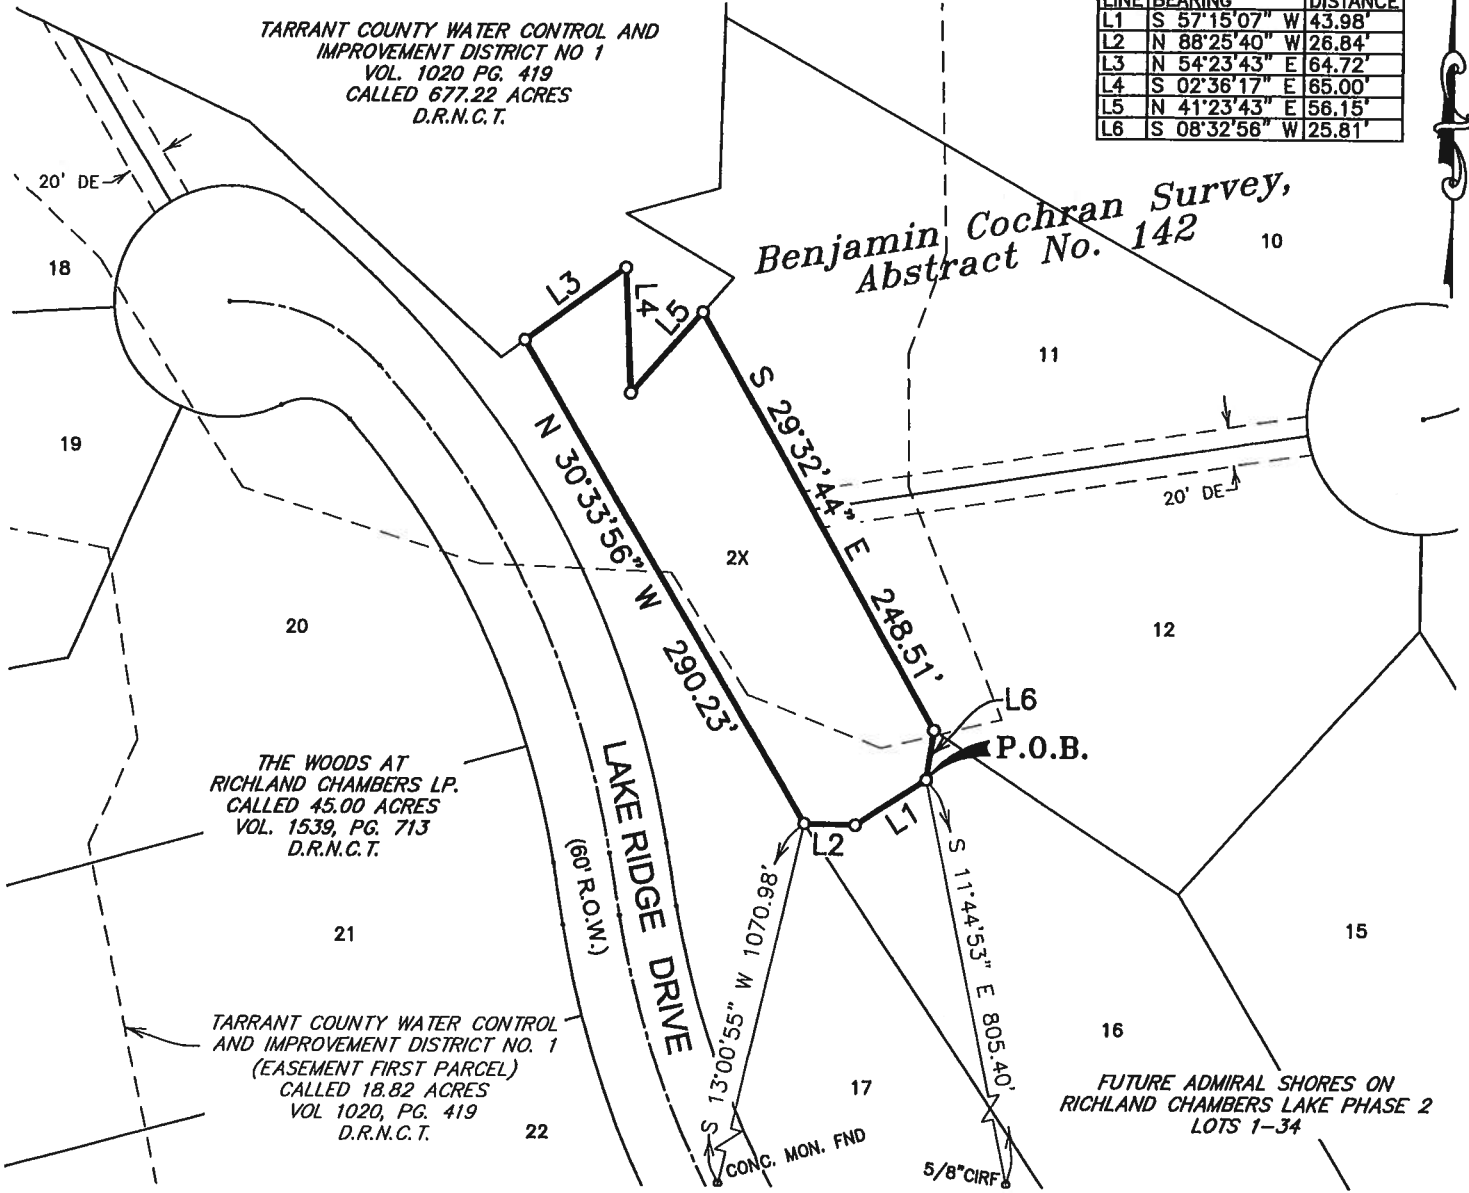 TARRANT COUNTY WATER CONTROL AND
IMPROVEMENT DISTRICT NO 1
VOL. 1020 PG. 419
CALLED 677.22 ACRES
D.R.N.C.T.
LINE BEARING DISTANCE
L1 S 57°15'07" W 43.98'
L2 N 88°25'40" W 26.84'
L3 N 54°23'43" E 64.72'
L4 S 02°36'17" E 65.00'
L5 N 41°23'43" E 56.15'
L6 S 08°32'56" W 25.81'
20' DE
Benjamin Cochran Survey,
Abstract No. 142
10
18
L3
L4
L5
11
19
S 29°32'44" E 248.51'
N 30°33'56" W 290.23'
20' DE
2X
20
12
L6
P.O.B.
THE WOODS AT
RICHLAND CHAMBERS LP.
CALLED 45.00 ACRES
VOL. 1539, PG. 713
D.R.N.C.T.
LAKE RIDGE DRIVE
(60' R.O.W.)
L1
L2
S 13°00'55" W 1070.98'
S 11°44'53" E 805.40'
21
15
TARRANT COUNTY WATER CONTROL
AND IMPROVEMENT DISTRICT NO. 1
(EASEMENT FIRST PARCEL)
CALLED 18.82 ACRES
VOL 1020, PG. 419
D.R.N.C.T.
22
16
17
FUTURE ADMIRAL SHORES ON
RICHLAND CHAMBERS LAKE PHASE 2
LOTS 1-34
CONC. MON. FND
5/8"CIRF